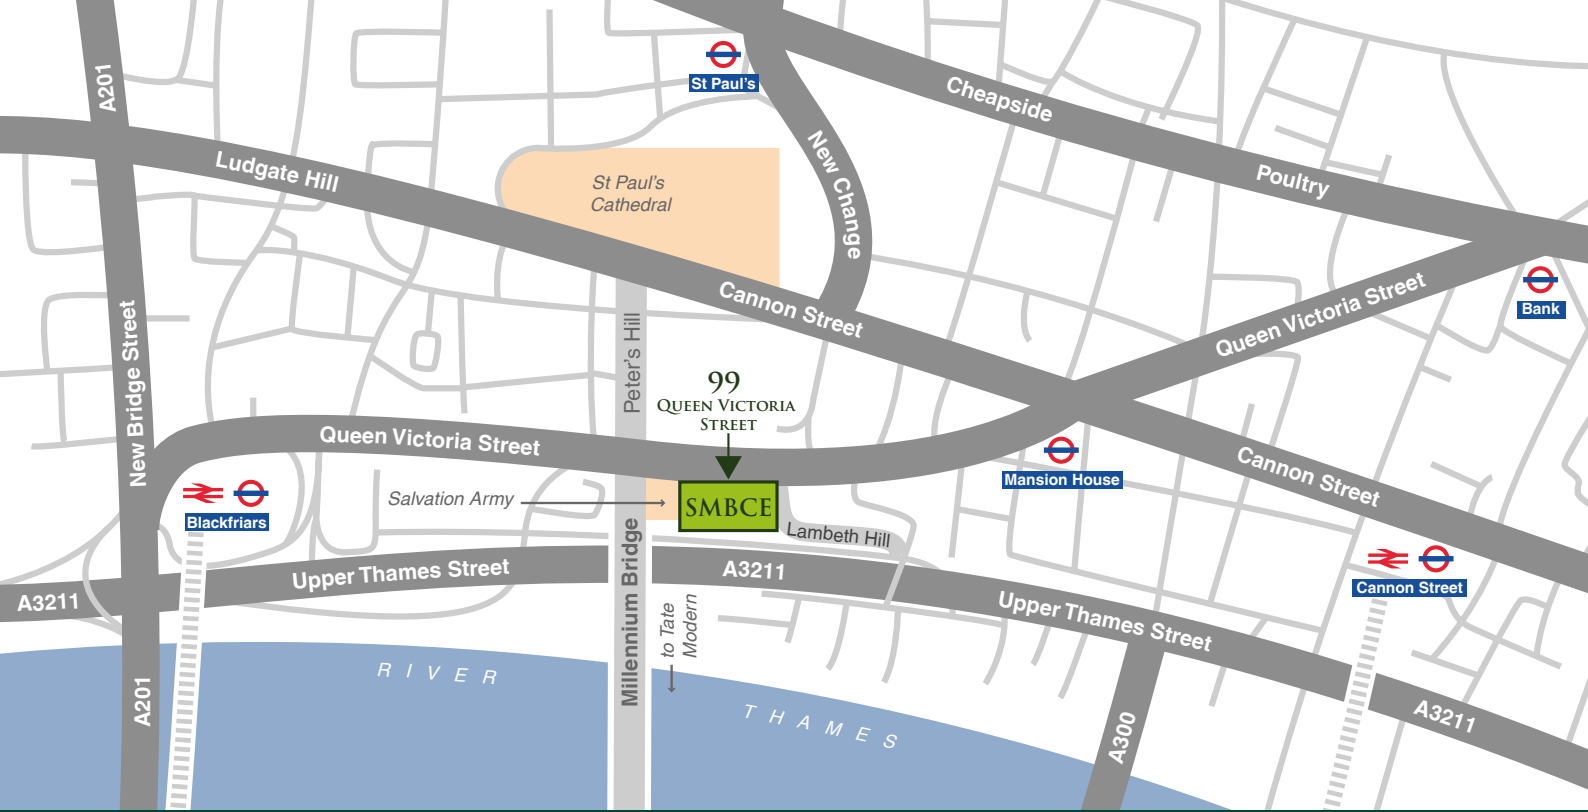 A201
St Paul's
Cheapside
Ludgate Hill
New Change
St Paul's
Cathedral
Poultry
Cannon Street
Queen Victoria Street
Bank
New Bridge Street
Peter's Hill
99
Queen Victoria
Street
Queen Victoria Street
Mansion House
Cannon Street
Salvation Army
SMBCE
Blackfriars
Lambeth Hill
Millennium Bridge
Upper Thames Street
A3211
A3211
Cannon Street
Upper Thames Street
to Tate
Modern
RIVER
THAMES
A201
A300
A3211